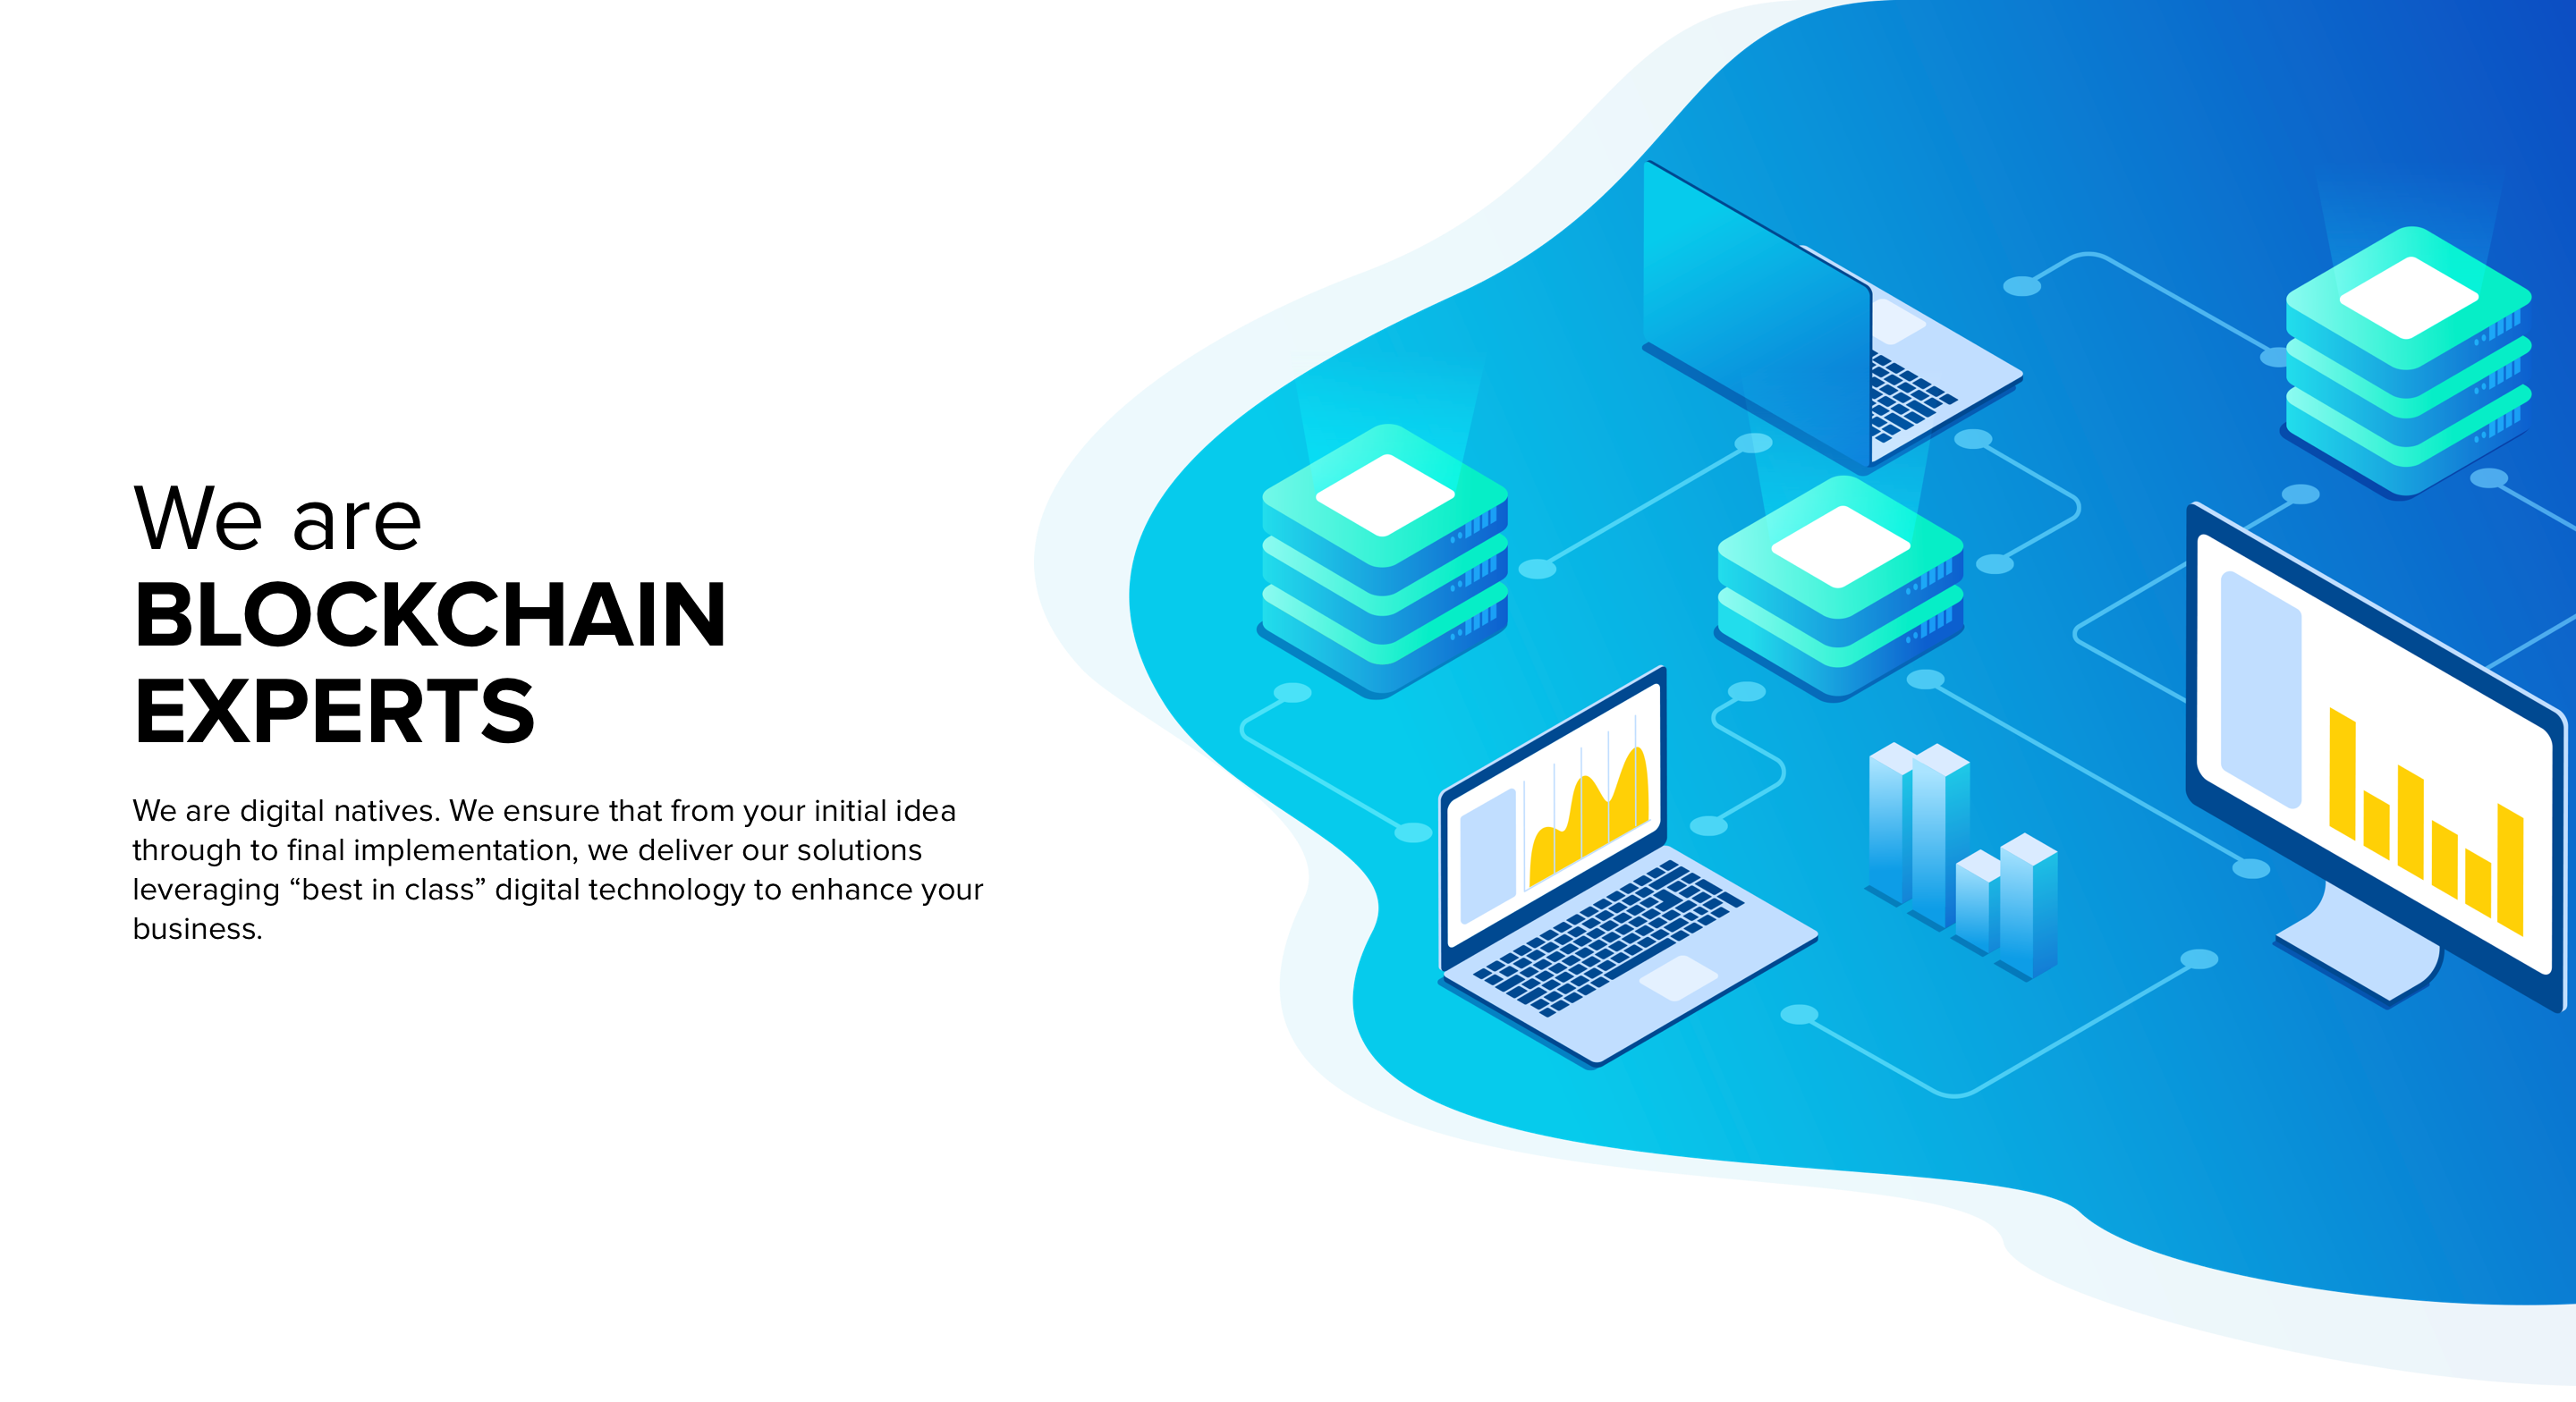 We are
BLOCKCHAIN
EXPERTS
We are digital natives. We ensure that from your initial idea
through to final implementation, we deliver our solutions
leveraging “best in class” digital technology to enhance your
business.